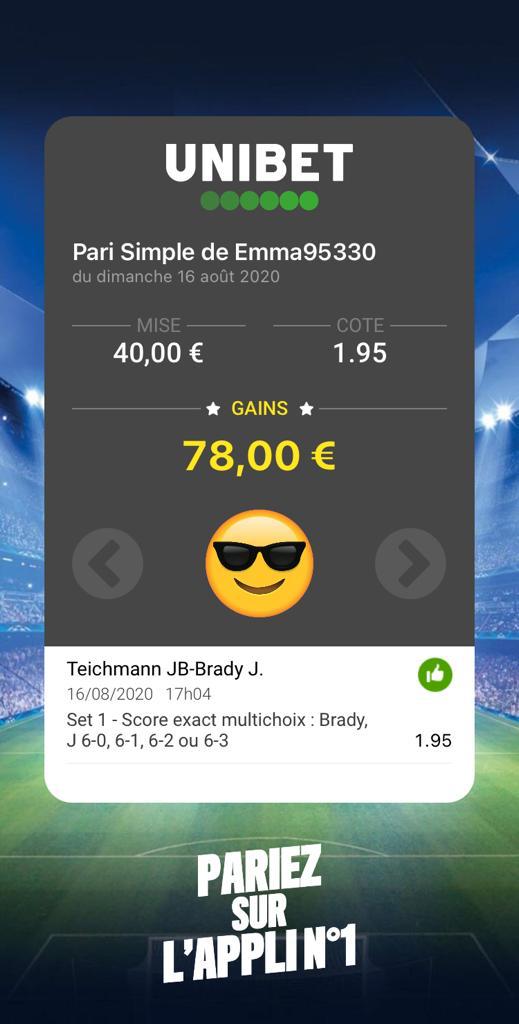 UNIBET
Pari Simple de Emma95330
du dimanche 16 août 2020
MISE
COTE
40,00 €
1.95
GAINS
78,00 €
Teichmann JB-Brady J.
16/08/2020 17h04
Set 1 - Score exact multichoix : Brady,
J 6-0, 6-1, 6-2 ou 6-3
1.95
PARIEZ
SUR
L'APPLI N°1